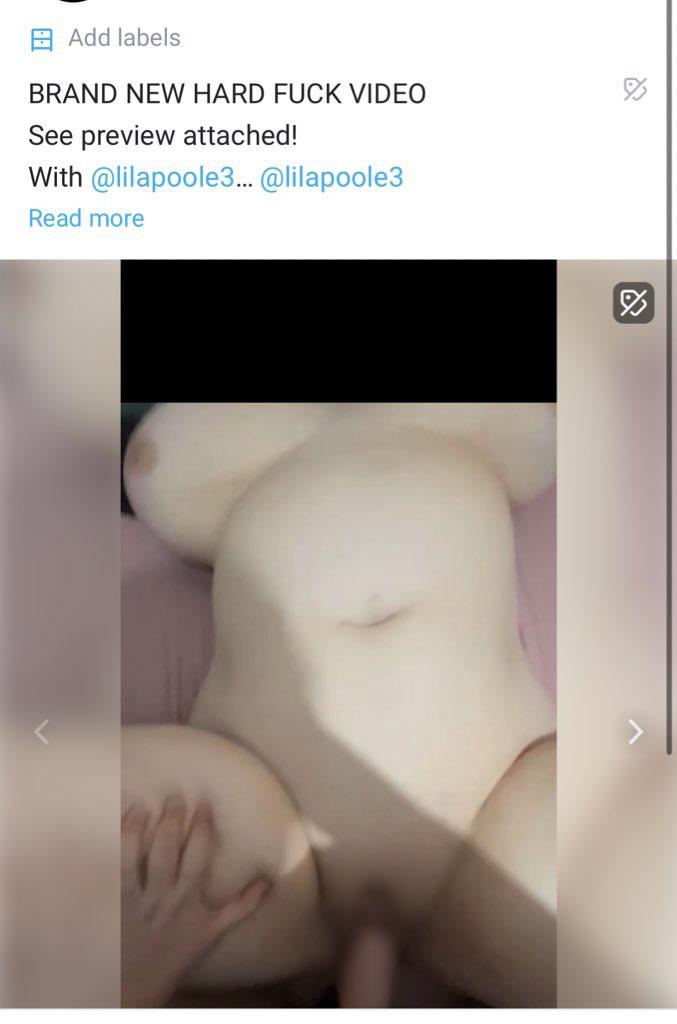 Add labels
BRAND NEW HARD FUCK VIDEO
See preview attached!
With @lilapoole3... @lilapoole3
Read more